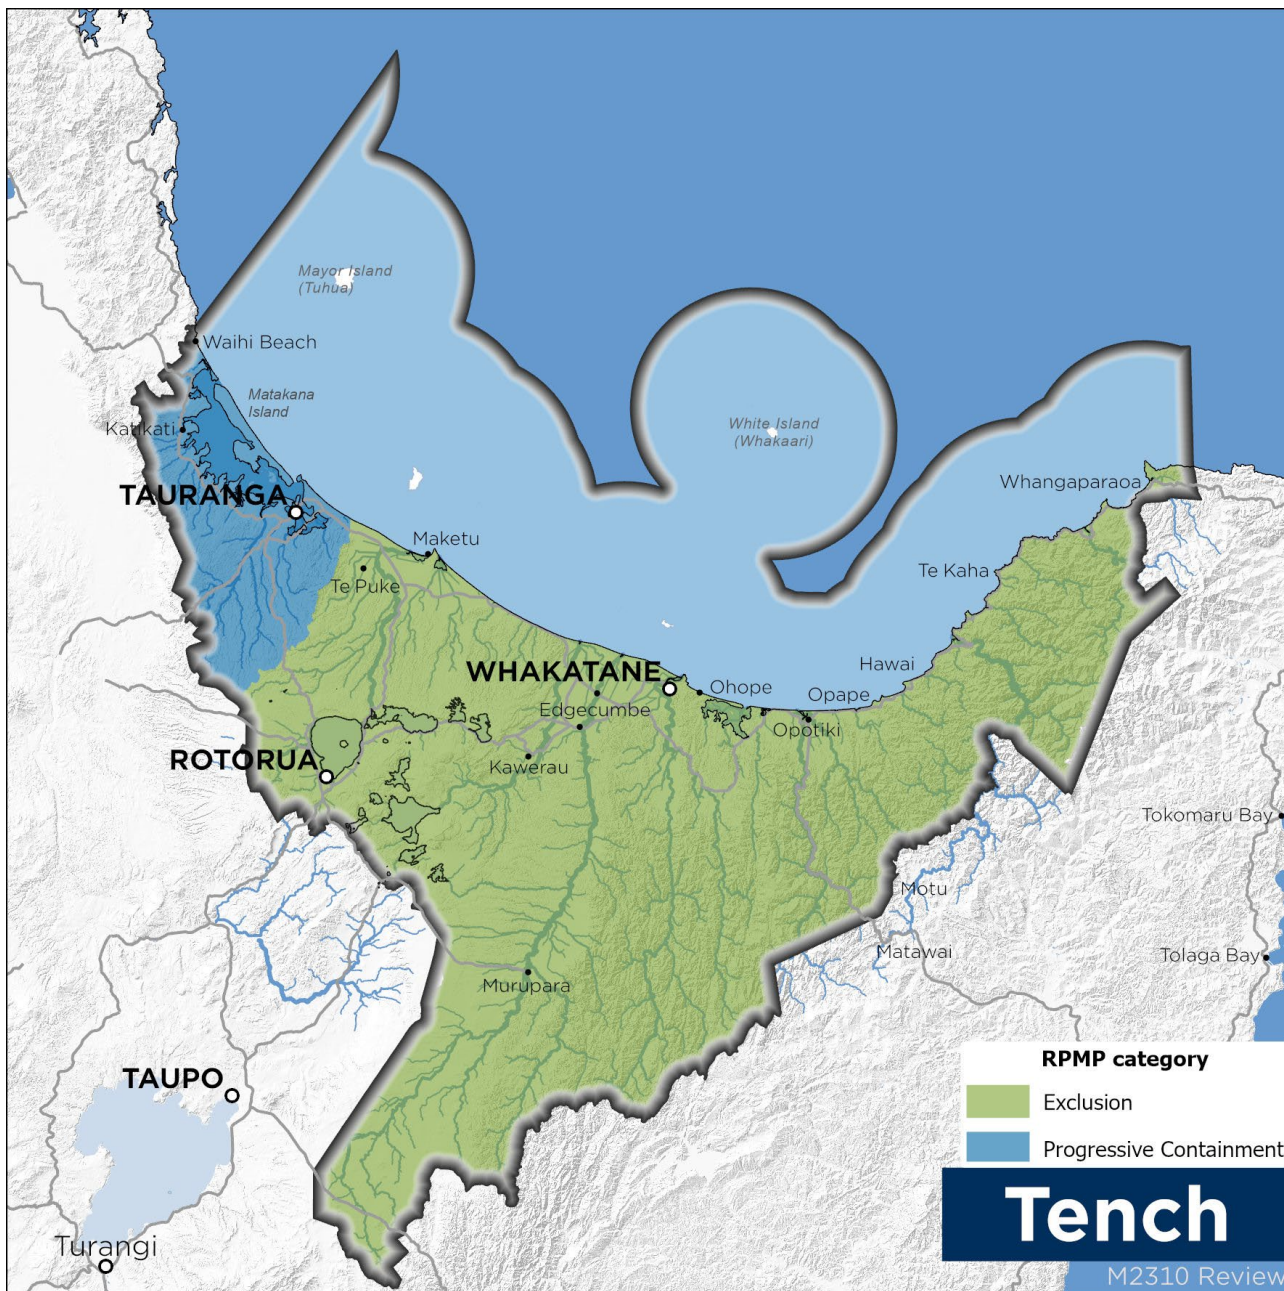 Mayor Island
(Tuhua)
Waihi Beach
Matakana
Island
Katikati
White Island
(Whakaari)
TAURANGA
Whangaparaoa
Maketu
Te Puke
Te Kaha
WHAKATANE
Hawai
Ohope
Opape
Edgecumbe
Opotiki
ROTORUA
Kawerau
Tokomaru Bay
Motu
Matawai
Tolaga Bay
Murupara
TAUPO
Turangi
RPMP category
Exclusion
Progressive Containment
Tench
M2310 Review